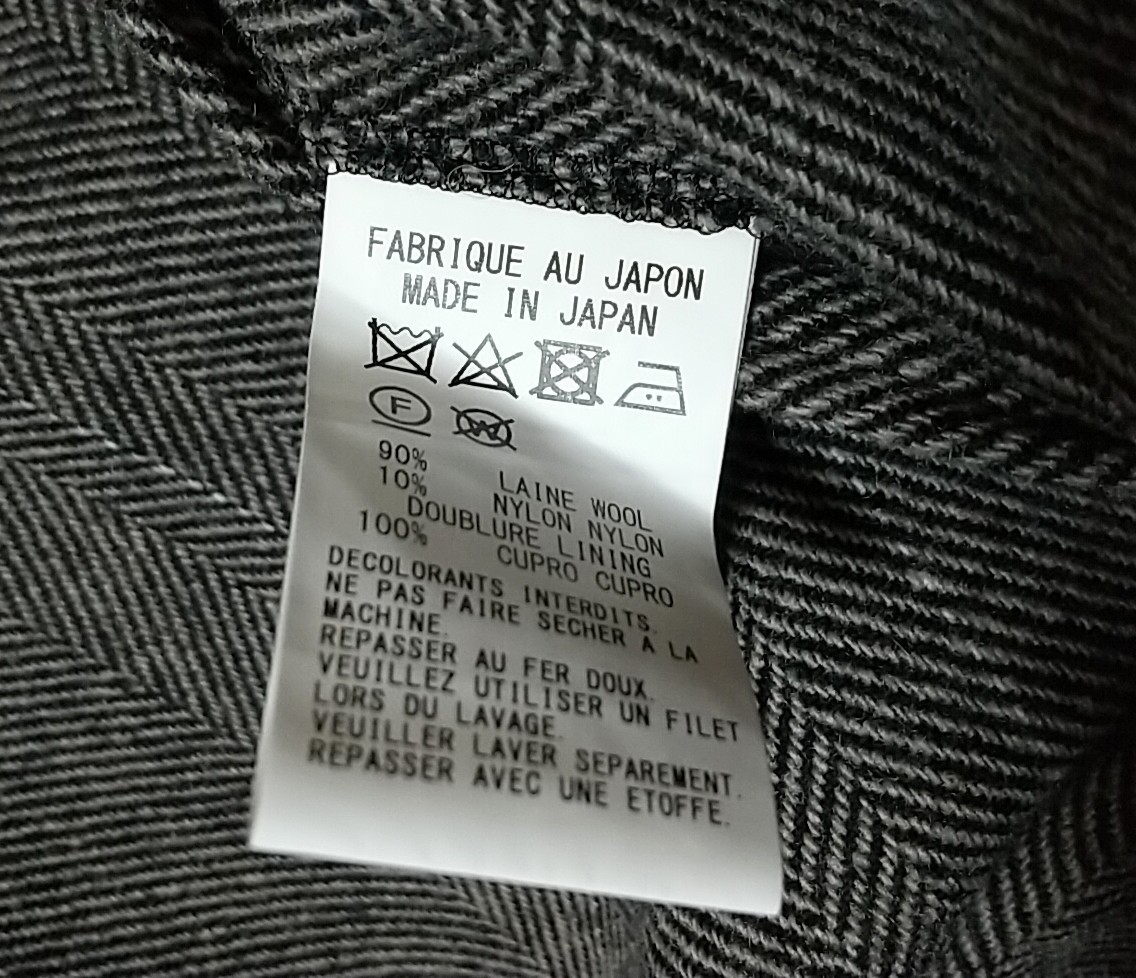 FABRIQUE AU JAPON
MADE IN JAPAN
F
W
90% LAINE WOOL
10% NYLON NYLON
DOUBLURE LINING
100% CUPRO CUPRO
DECOLORANTS INTERDITS.
NE PAS FAIRE SECHER A LA
MACHINE.
REPASSER AU FER DOUX.
VEUILLEZ UTILISER UN FILET
LORS DU LAVAGE.
VEUILLER LAVER SEPAREMENT.
REPASSER AVEC UNE ETOFFE.